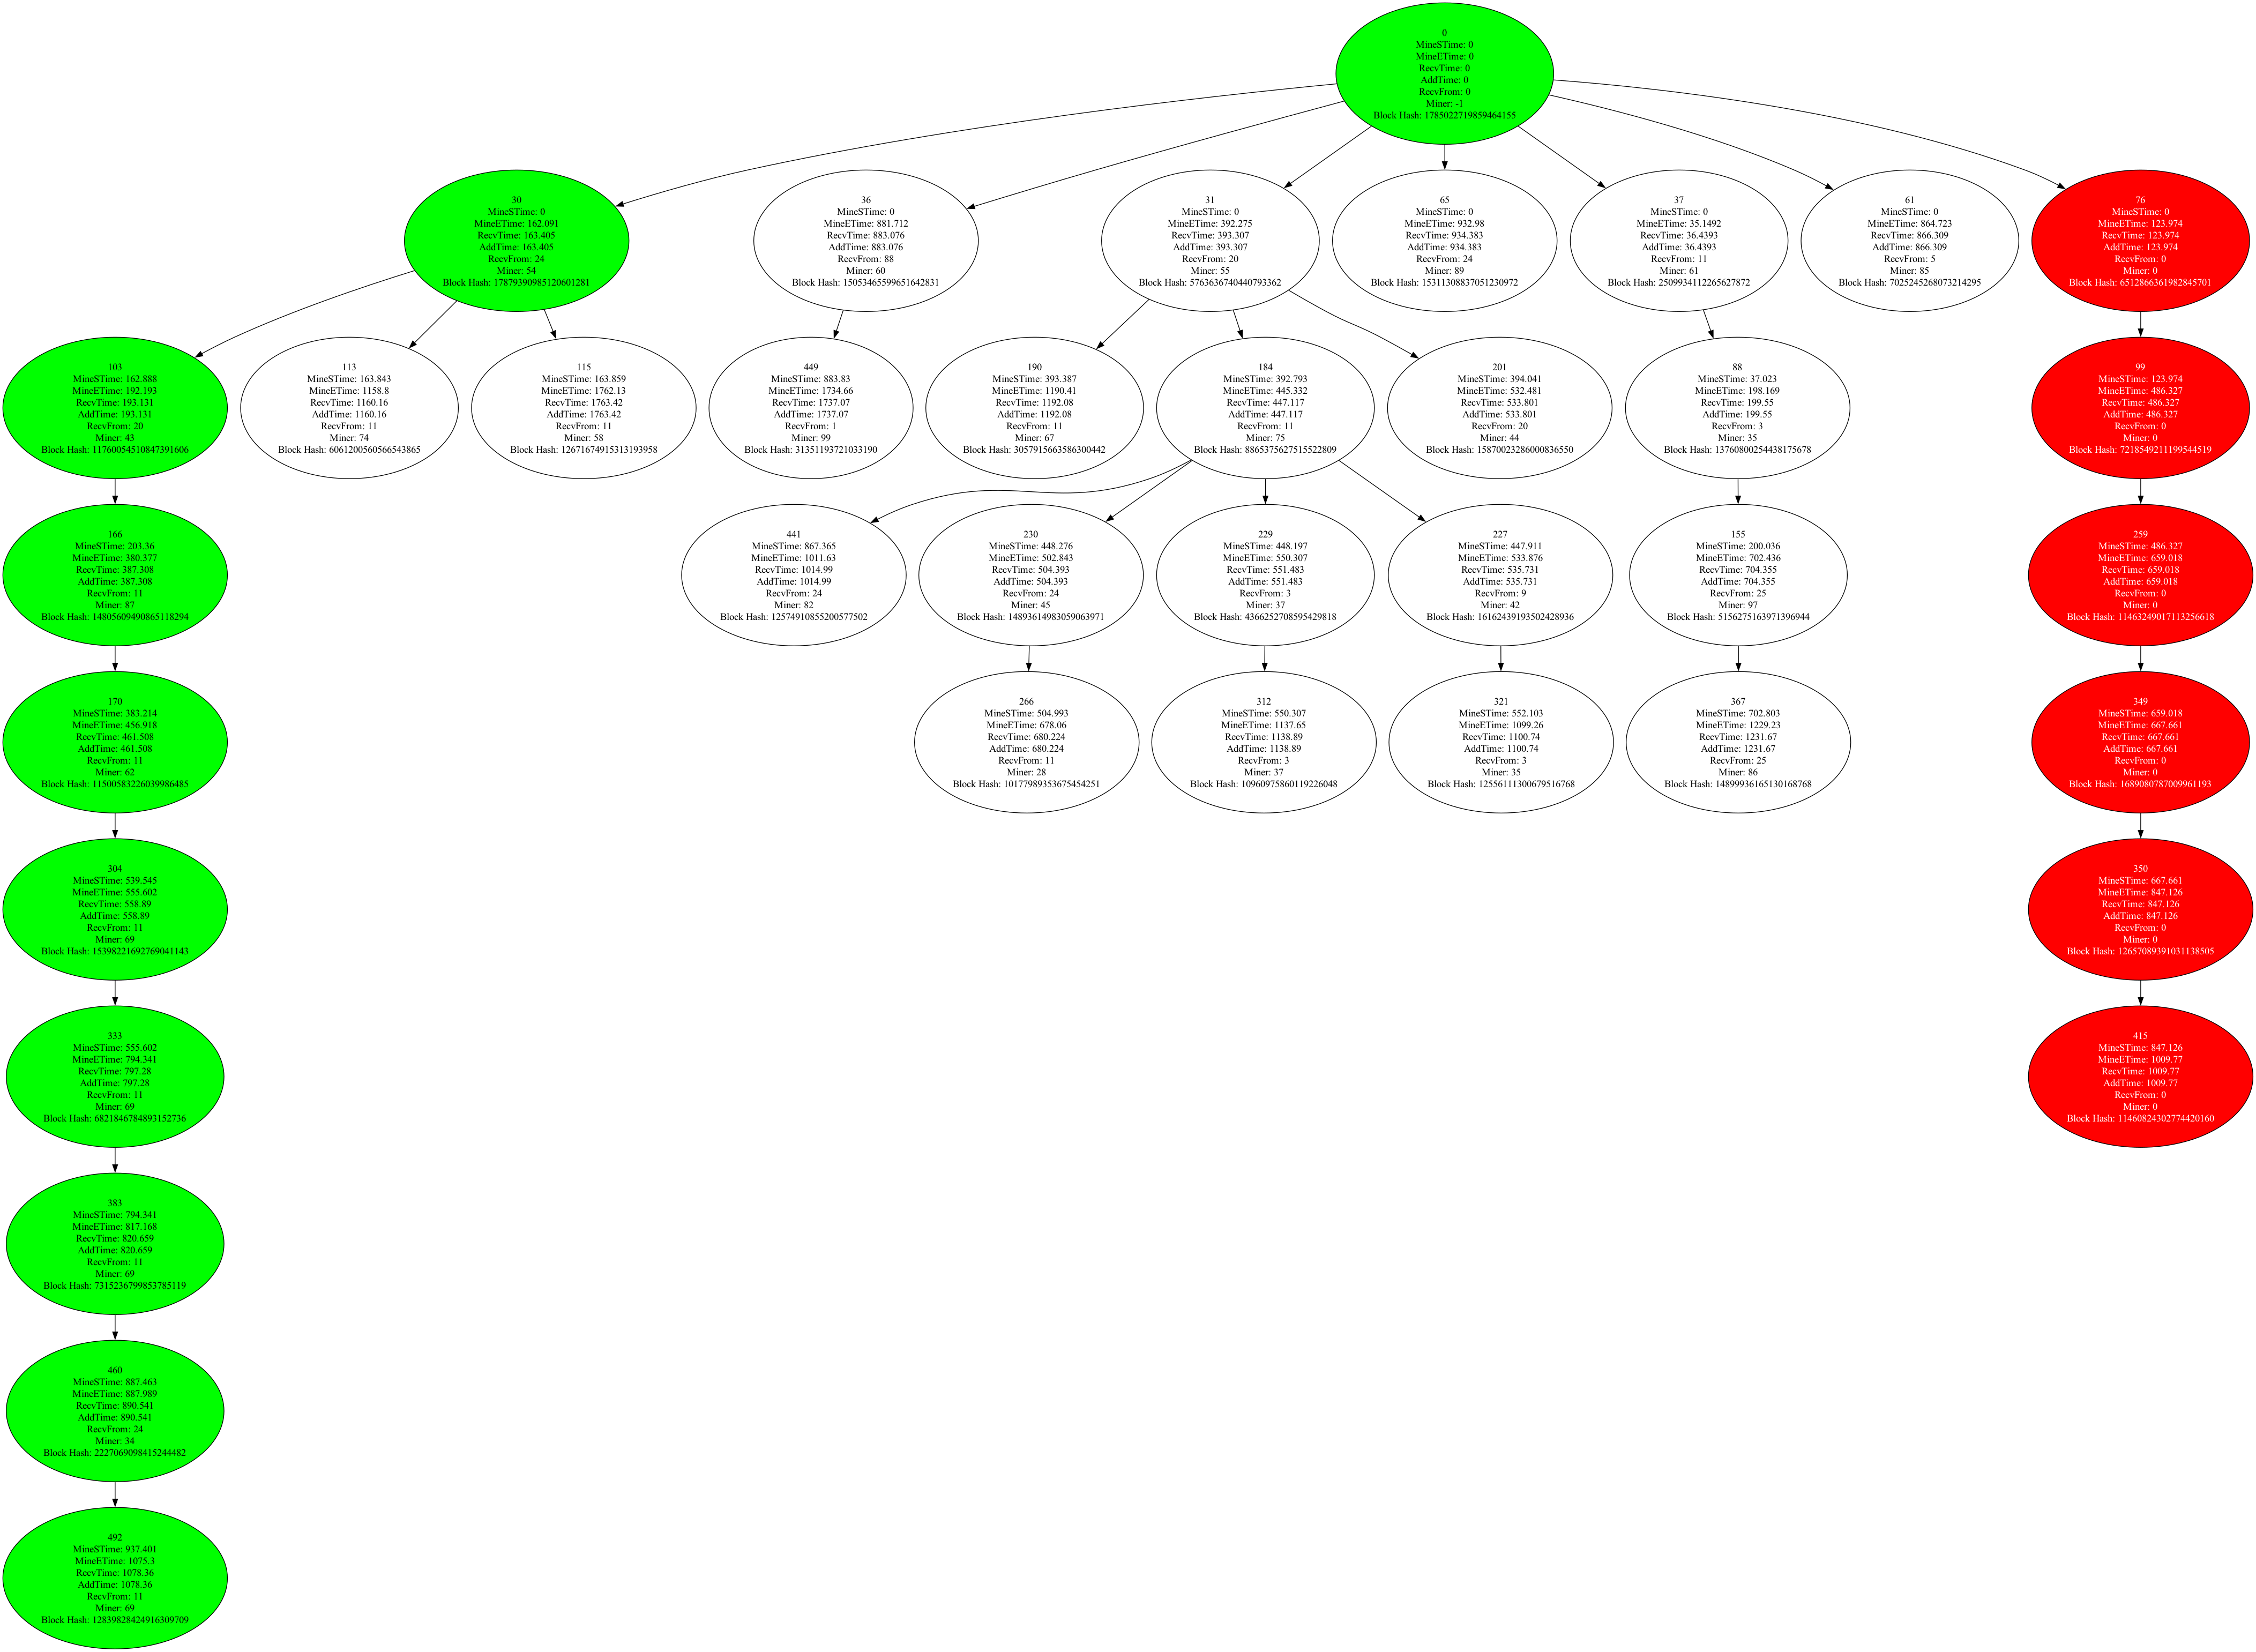 0
MineSTime: 0
MineETime: 0
RecvTime: 0
AddTime: 0
RecvFrom: 0
Miner: -1
Block Hash: 1785022719859464155
30
MineSTime: 0
MineETime: 162.091
RecvTime: 163.405
AddTime: 163.405
RecvFrom: 24
Miner: 54
Block Hash: 17879390985120601281
36
MineSTime: 0
MineETime: 881.712
RecvTime: 883.076
AddTime: 883.076
RecvFrom: 88
Miner: 60
Block Hash: 15053465599651642831
31
MineSTime: 0
MineETime: 392.275
RecvTime: 393.307
AddTime: 393.307
RecvFrom: 20
Miner: 55
Block Hash: 5763636740440793362
65
MineSTime: 0
MineETime: 932.98
RecvTime: 934.383
AddTime: 934.383
RecvFrom: 24
Miner: 89
Block Hash: 15311308837051230972
37
MineSTime: 0
MineETime: 35.1492
RecvTime: 36.4393
AddTime: 36.4393
RecvFrom: 11
Miner: 61
Block Hash: 2509934112265627872
61
MineSTime: 0
MineETime: 864.723
RecvTime: 866.309
AddTime: 866.309
RecvFrom: 5
Miner: 85
Block Hash: 7025245268073214295
76
MineSTime: 0
MineETime: 123.974
RecvTime: 123.974
AddTime: 123.974
RecvFrom: 0
Miner: 0
Block Hash: 6512866361982845701
103
MineSTime: 162.888
MineETime: 192.193
RecvTime: 193.131
AddTime: 193.131
RecvFrom: 20
Miner: 43
Block Hash: 11760054510847391606
113
MineSTime: 163.843
MineETime: 1158.8
RecvTime: 1160.16
AddTime: 1160.16
RecvFrom: 11
Miner: 74
Block Hash: 6061200560566543865
115
MineSTime: 163.859
MineETime: 1762.13
RecvTime: 1763.42
AddTime: 1763.42
RecvFrom: 11
Miner: 58
Block Hash: 12671674915313193958
449
MineSTime: 883.83
MineETime: 1734.66
RecvTime: 1737.07
AddTime: 1737.07
RecvFrom: 1
Miner: 99
Block Hash: 31351193721033190
190
MineSTime: 393.387
MineETime: 1190.41
RecvTime: 1192.08
AddTime: 1192.08
RecvFrom: 11
Miner: 67
Block Hash: 3057915663586300442
184
MineSTime: 392.793
MineETime: 445.332
RecvTime: 447.117
AddTime: 447.117
RecvFrom: 11
Miner: 75
Block Hash: 8865375627515522809
201
MineSTime: 394.041
MineETime: 532.481
RecvTime: 533.801
AddTime: 533.801
RecvFrom: 20
Miner: 44
Block Hash: 15870023286000836550
88
MineSTime: 37.023
MineETime: 198.169
RecvTime: 199.55
AddTime: 199.55
RecvFrom: 3
Miner: 35
Block Hash: 13760800254438175678
99
MineSTime: 123.974
MineETime: 486.327
RecvTime: 486.327
AddTime: 486.327
RecvFrom: 0
Miner: 0
Block Hash: 7218549211199544519
166
MineSTime: 203.36
MineETime: 380.377
RecvTime: 387.308
AddTime: 387.308
RecvFrom: 11
Miner: 87
Block Hash: 14805609490865118294
441
MineSTime: 867.365
MineETime: 1011.63
RecvTime: 1014.99
AddTime: 1014.99
RecvFrom: 24
Miner: 82
Block Hash: 12574910855200577502
230
MineSTime: 448.276
MineETime: 502.843
RecvTime: 504.393
AddTime: 504.393
RecvFrom: 24
Miner: 45
Block Hash: 14893614983059063971
229
MineSTime: 448.197
MineETime: 550.307
RecvTime: 551.483
AddTime: 551.483
RecvFrom: 3
Miner: 37
Block Hash: 4366252708595429818
227
MineSTime: 447.911
MineETime: 533.876
RecvTime: 535.731
AddTime: 535.731
RecvFrom: 9
Miner: 42
Block Hash: 16162439193502428936
155
MineSTime: 200.036
MineETime: 702.436
RecvTime: 704.355
AddTime: 704.355
RecvFrom: 25
Miner: 97
Block Hash: 5156275163971396944
259
MineSTime: 486.327
MineETime: 659.018
RecvTime: 659.018
AddTime: 659.018
RecvFrom: 0
Miner: 0
Block Hash: 11463249017113256618
170
MineSTime: 383.214
MineETime: 456.918
RecvTime: 461.508
AddTime: 461.508
RecvFrom: 11
Miner: 62
Block Hash: 11500583226039986485
266
MineSTime: 504.993
MineETime: 678.06
RecvTime: 680.224
AddTime: 680.224
RecvFrom: 11
Miner: 28
Block Hash: 10177989353675454251
312
MineSTime: 550.307
MineETime: 1137.65
RecvTime: 1138.89
AddTime: 1138.89
RecvFrom: 3
Miner: 37
Block Hash: 10960975860119226048
321
MineSTime: 552.103
MineETime: 1099.26
RecvTime: 1100.74
AddTime: 1100.74
RecvFrom: 3
Miner: 35
Block Hash: 12556111300679516768
367
MineSTime: 702.803
MineETime: 1229.23
RecvTime: 1231.67
AddTime: 1231.67
RecvFrom: 25
Miner: 86
Block Hash: 14899936165130168768
349
MineSTime: 659.018
MineETime: 667.661
RecvTime: 667.661
AddTime: 667.661
RecvFrom: 0
Miner: 0
Block Hash: 1689080787009961193
304
MineSTime: 539.545
MineETime: 555.602
RecvTime: 558.89
AddTime: 558.89
RecvFrom: 11
Miner: 69
Block Hash: 15398221692769041143
350
MineSTime: 667.661
MineETime: 847.126
RecvTime: 847.126
AddTime: 847.126
RecvFrom: 0
Miner: 0
Block Hash: 12657089391031138505
333
MineSTime: 555.602
MineETime: 794.341
RecvTime: 797.28
AddTime: 797.28
RecvFrom: 11
Miner: 69
Block Hash: 6821846784893152736
415
MineSTime: 847.126
MineETime: 1009.77
RecvTime: 1009.77
AddTime: 1009.77
RecvFrom: 0
Miner: 0
Block Hash: 11460824302774420160
383
MineSTime: 794.341
MineETime: 817.168
RecvTime: 820.659
AddTime: 820.659
RecvFrom: 11
Miner: 69
Block Hash: 7315236799853785119
460
MineSTime: 887.463
MineETime: 887.989
RecvTime: 890.541
AddTime: 890.541
RecvFrom: 24
Miner: 34
Block Hash: 2227069098415244482
492
MineSTime: 937.401
MineETime: 1075.3
RecvTime: 1078.36
AddTime: 1078.36
RecvFrom: 11
Miner: 69
Block Hash: 12839828424916309709